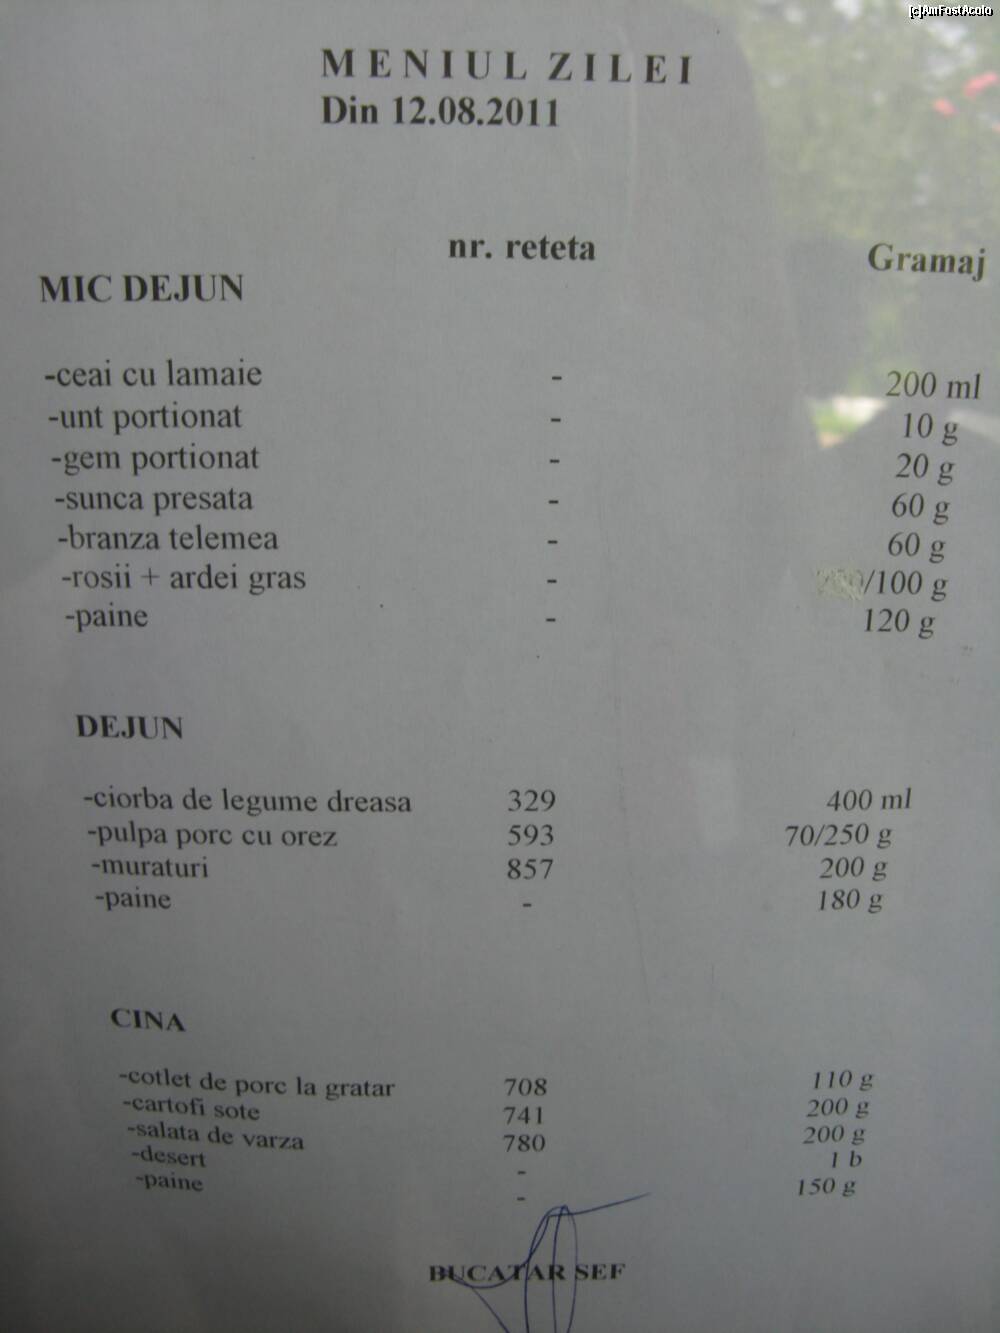 [c]AmFostAcolo
MENIUL ZILEI
Din 12.08.2011
nr. reteta Gramaj
MIC DEJUN
-ceai cu lamaie - 200 ml
-unt portionat - 10 g
-gem portionat - 20 g
-sunca presata - 60 g
-branza telemea - 60 g
-rosii + ardei gras - /100 g
-paine - 120 g
DEJUN
-ciorba de legume dreasa 329 400 ml
-pulpa porc cu orez 593 70/250 g
-muraturi 857 200 g
-paine - 180 g
CINA
-cotlet de porc la gratar 708 110 g
-cartofi sote 741 200 g
-salata de varza 780 200 g
-desert - 1 b
-paine - 150 g
BUCATAR SEF